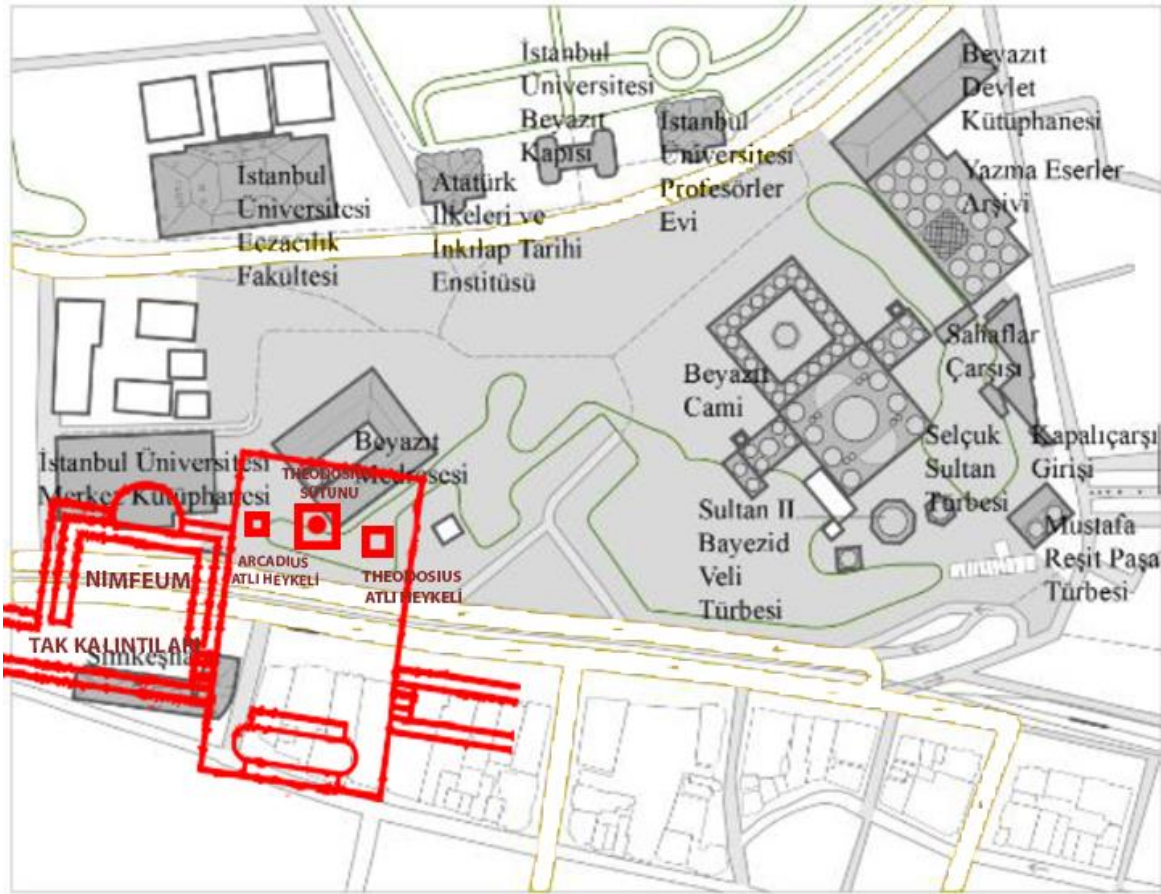 İstanbul
Üniversitesi
Beyazıt
Kapısı
Beyazıt
Devlet
Kütüphanesi
Yazma Eserler
Arşivi
İstanbul
Üniversitesi
Profesörler
Evi
İstanbul
Üniversitesi
Eczacılık
Fakültesi
Atatürk
İlkeleri ve
İnkılap Tarihi
Enstitüsü
Sahaflar
Çarşısı
Beyazıt
Cami
Selçuk
Sultan
Türbesi
Kapalıçarşı
Girişi
Beyazıt
Medresesi
İstanbul Üniversitesi
Merkez Kütüphanesi
THEODOSIUS
SÜTUNU
Sultan II
Bayezid
Veli
Türbesi
Mustafa
Reşit Paşa
Türbesi
ARCADIUS
ATLI HEYKELİ
THEODOSIUS
ATLI HEYKELİ
NIMFEUM
TAK KALINTILARI